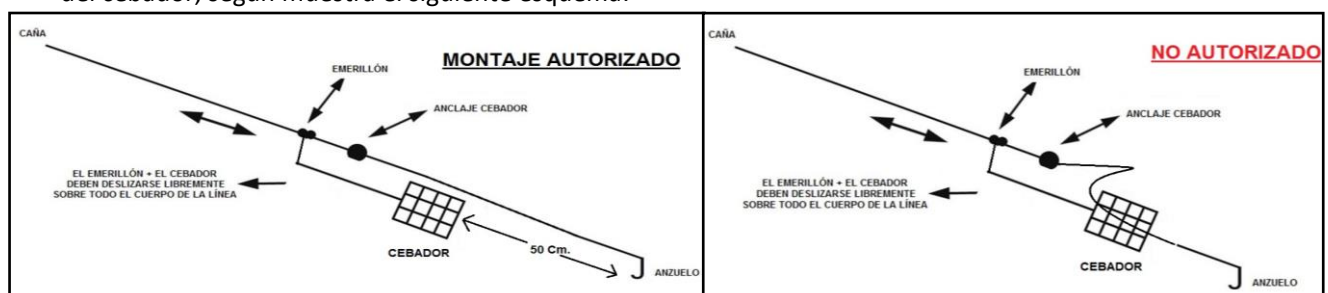 del cebador, según muestra el siguiente esquema:
CAÑA
MONTAJE AUTORIZADO
EMERILLÓN
ANCLAJE CEBADOR
EL EMERILLÓN + EL CEBADOR
DEBEN DESLIZARSE LIBREMENTE
SOBRE TODO EL CUERPO DE LA LÍNEA
50 Cm.
CEBADOR
ANZUELO
CAÑA
NO AUTORIZADO
EMERILLÓN
ANCLAJE CEBADOR
EL EMERILLÓN + EL CEBADOR
DEBEN DESLIZARSE LIBREMENTE
SOBRE TODO EL CUERPO DE LA LÍNEA
CEBADOR
ANZUELO